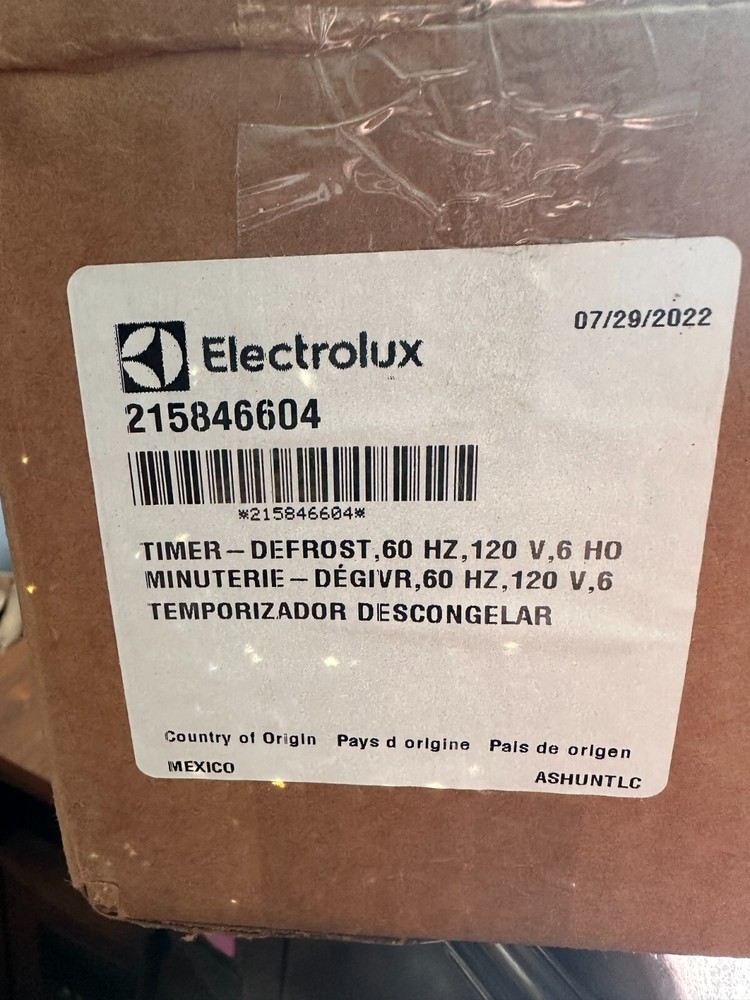 07/29/2022
Electrolux
215846604
*215846604*
TIMER-DEFROST,60 HZ,120 V,6 HO
MINUTERIE-DÉGIVR,60 HZ,120 V,6
TEMPORIZADOR DESCONGELAR
Country of Origin Pays d origine Pais de origen
MEXICO ASHUNTLC